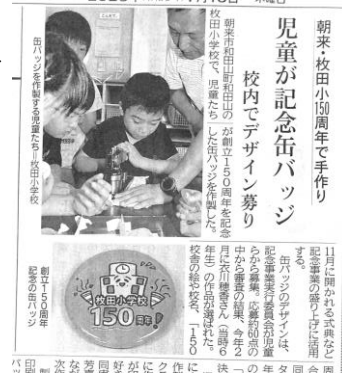 朝来・枚田小150周年で手作り
児童が記念缶バッジ
校内でデザイン募り
朝来市和田山町和田山の
枚田小学校で、児童たち
が創立150周年を記念
した缶バッジを作製した。
缶バッジを作製する児童たち＝枚田小学校
11月に開かれる式典など
記念事業の盛り上げに活用
する。
缶バッジのデザインは、
記念事業実行委員会が児童
らから募集。応募約60点の
中から審査の結果、今年2
月に衣川穂香さん（当時6
年生）の作品が選ばれた。
校舎の絵や校名、「150
枚田小学校
150周年!
創立150周年
記念の缶バッジ